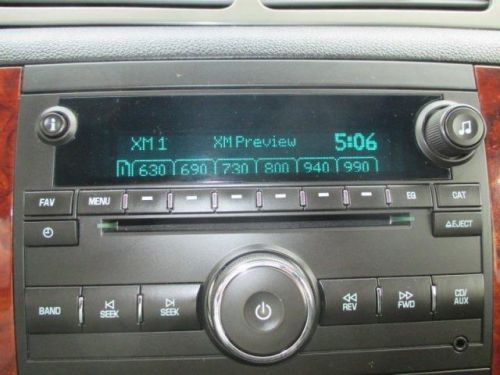 XM 1 XM Preview 5:06
1 630 690 730 800 940 990
FAV MENU EQ CAT
EJECT
BAND SEEK SEEK REV FWD CD/AUX